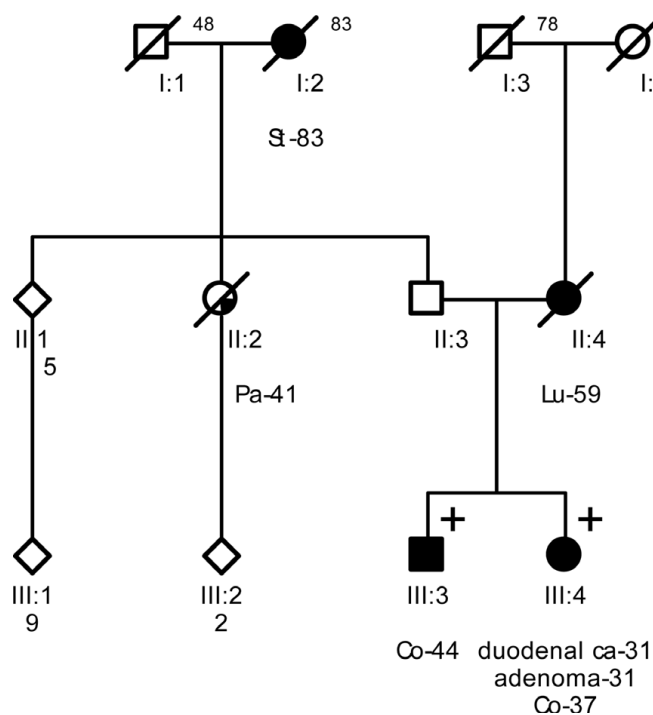 48 83 78
I:1 I:2 I:3 I:
St-83
II:1 II:2 II:3 II:4
5
Pa-41 Lu-59
+ +
III:1 III:2 III:3 III:4
9 2
Co-44 duodenal ca-31
adenoma-31
Co-37